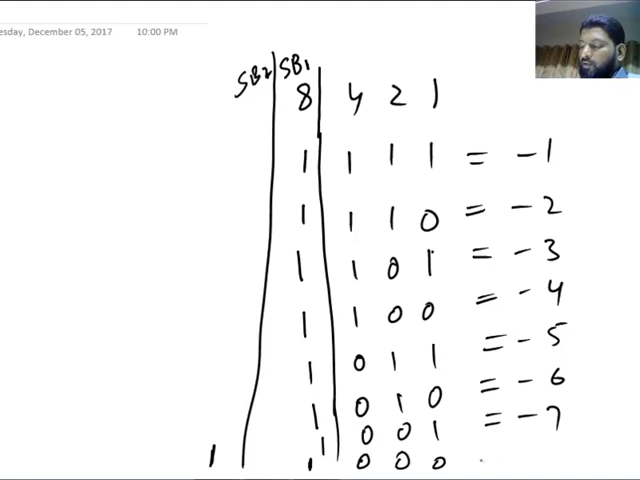 esday, December 05, 2017 10:00 PM
SB2 SB1
8 4 2 1
1 1 1 1 = -1
1 1 1 0 = -2
1 1 0 1 = -3
1 1 0 0 = -4
1 0 1 1 = -5
1 0 1 0 = -6
1 0 0 1 = -7
1 1 0 0 0